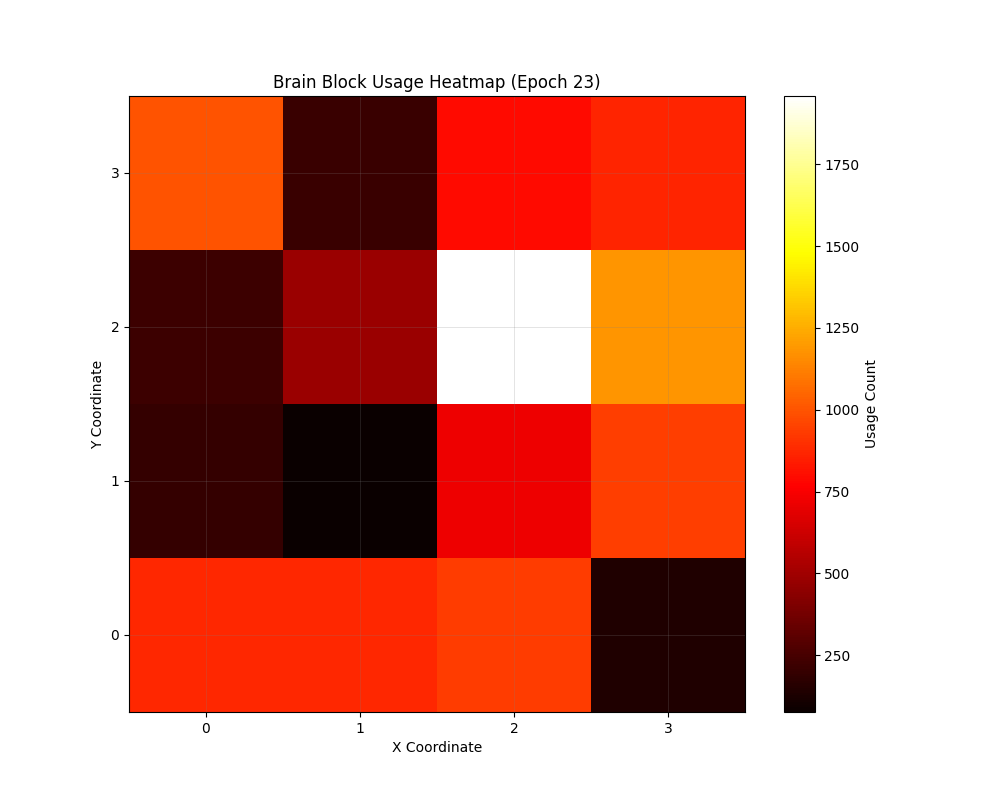 Brain Block Usage Heatmap (Epoch 23)
3
2
1
0
Y Coordinate
0 1 2 3
X Coordinate
1750
1500
1250
1000
750
500
250
Usage Count